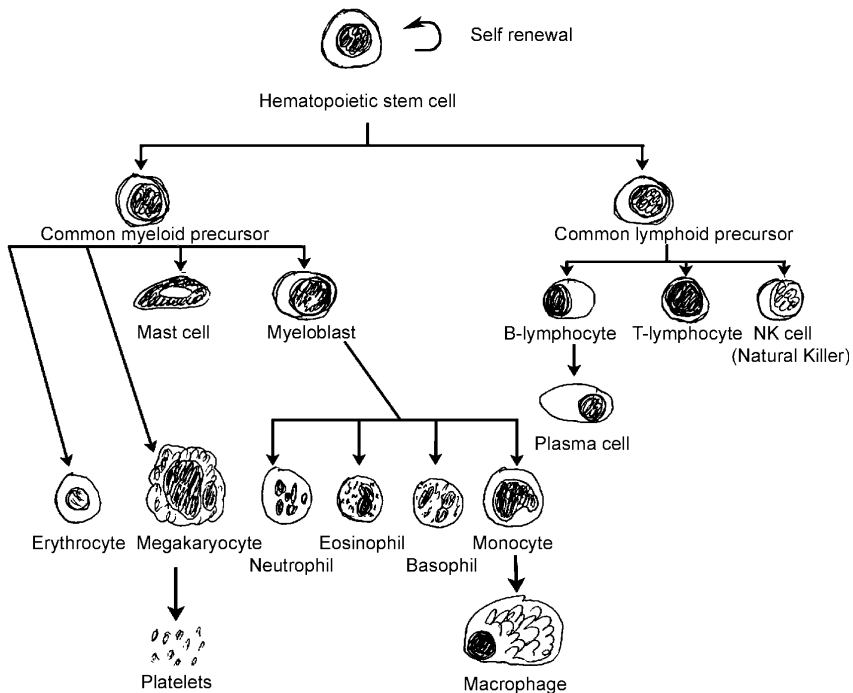 Self renewal
Hematopoietic stem cell
Common myeloid precursor
Common lymphoid precursor
Mast cell
Myeloblast
B-lymphocyte
T-lymphocyte
NK cell
(Natural Killer)
Plasma cell
Erythrocyte
Megakaryocyte
Neutrophil
Eosinophil
Basophil
Monocyte
Platelets
Macrophage